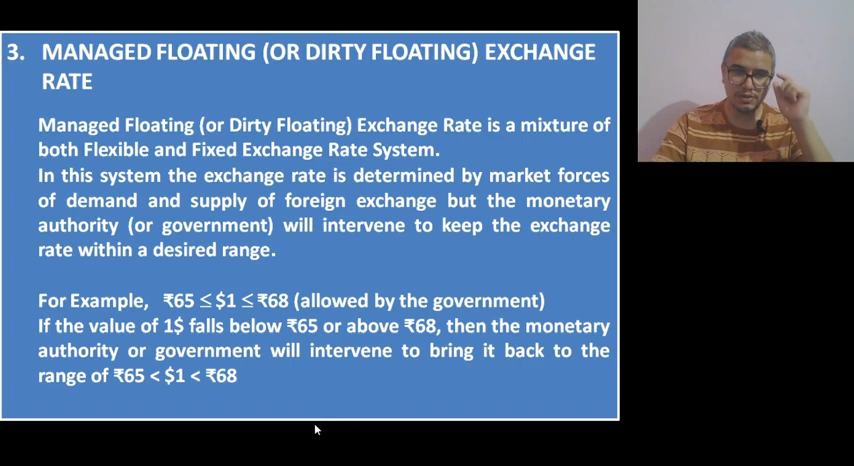 3. MANAGED FLOATING (OR DIRTY FLOATING) EXCHANGE
RATE
Managed Floating (or Dirty Floating) Exchange Rate is a mixture of
both Flexible and Fixed Exchange Rate System.
In this system the exchange rate is determined by market forces
of demand and supply of foreign exchange but the monetary
authority (or government) will intervene to keep the exchange
rate within a desired range.
For Example, ₹65 ≤ $1 ≤ ₹68 (allowed by the government)
If the value of 1$ falls below ₹65 or above ₹68, then the monetary
authority or government will intervene to bring it back to the
range of ₹65 < $1 < ₹68